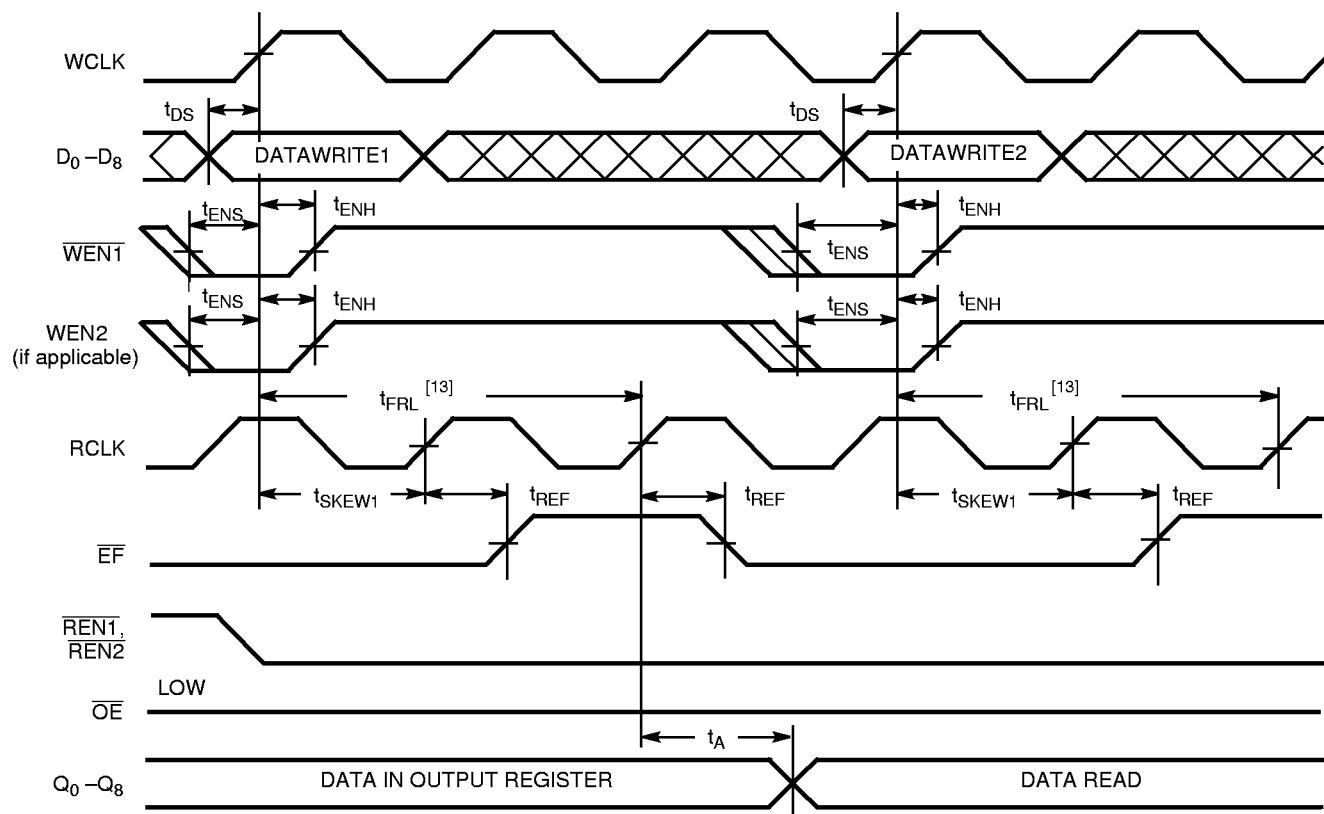 WCLK
tDS
tDS
D0 –D8
DATAWRITE1
DATAWRITE2
tENS
tENH
tENH
WEN1
tENS
tENS
tENH
tENS
tENH
WEN2
(if applicable)
tFRL [13]
tFRL [13]
RCLK
tSKEW1
tREF
tREF
tSKEW1
tREF
EF
REN1,
REN2
LOW
OE
tA
Q0 –Q8
DATA IN OUTPUT REGISTER
DATA READ